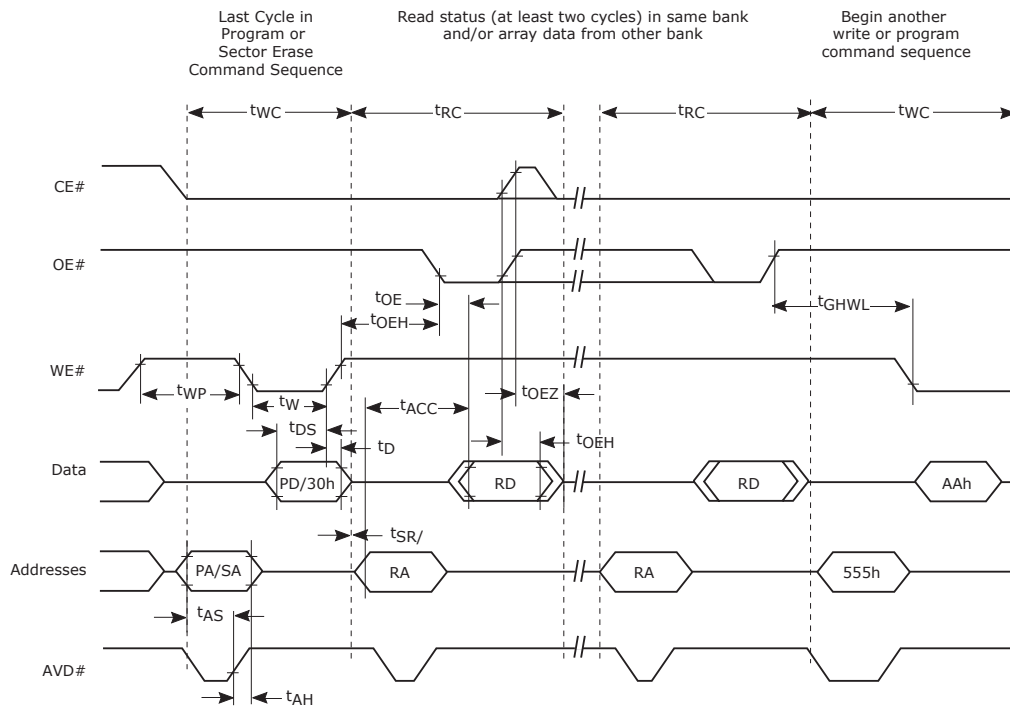 Last Cycle in
Program or
Sector Erase
Command Sequence
Read status (at least two cycles) in same bank
and/or array data from other bank
Begin another
write or program
command sequence
tWC
tRC
tRC
tWC
CE#
OE#
tOE
tOEH
tGHWL
WE#
tWP
tW
tACC
tOEZ
tDS
tD
tOEH
Data
PD/30h
RD
RD
AAh
tSR/
Addresses
PA/SA
RA
RA
555h
tAS
AVD#
tAH